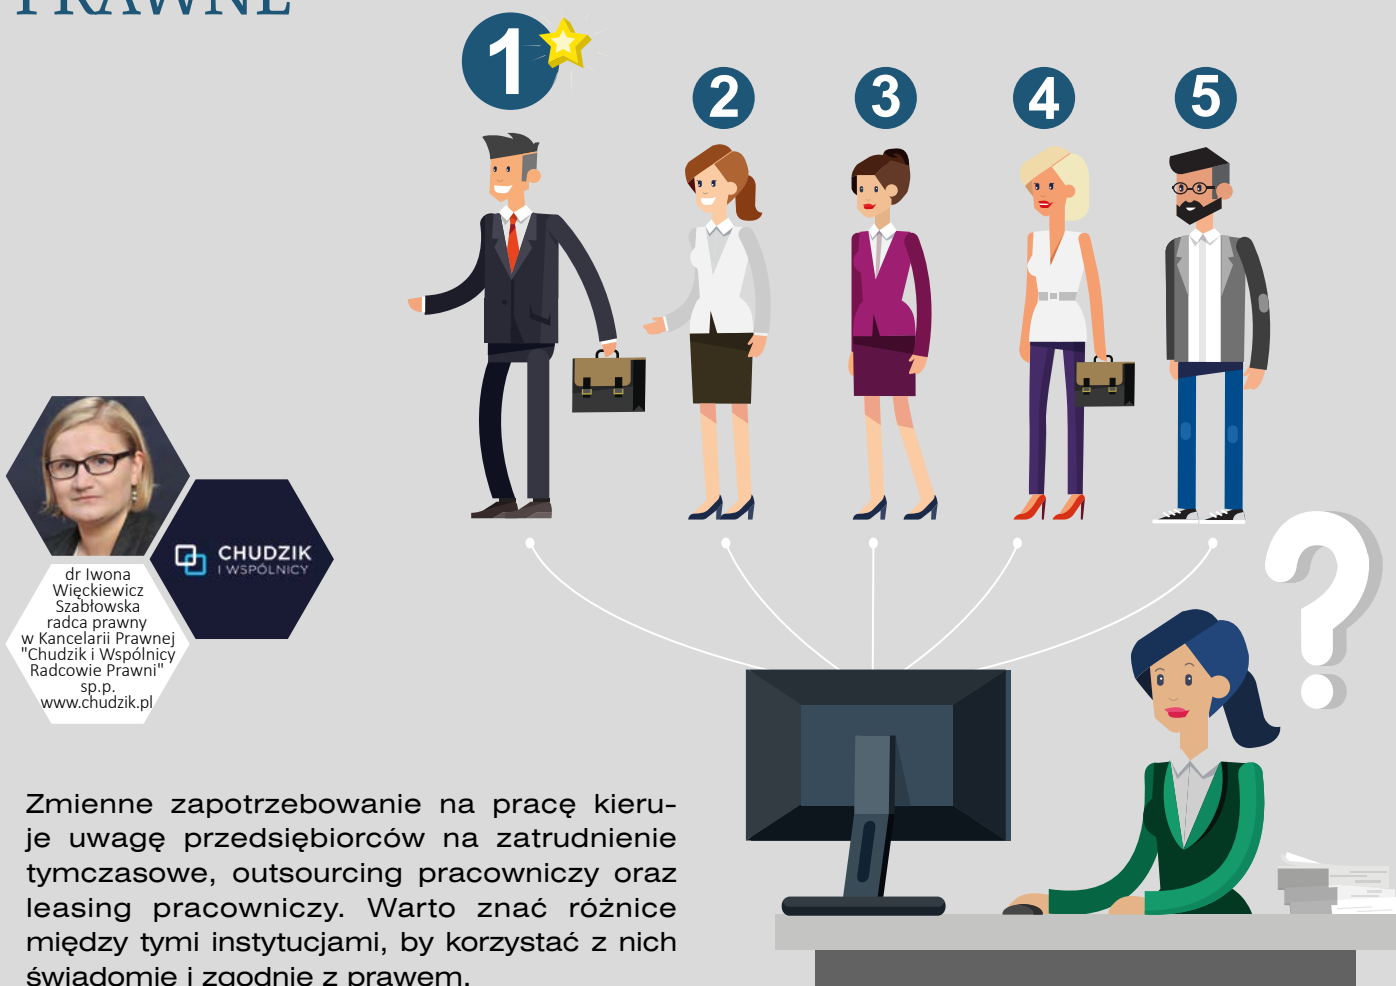 PRAWNE
1
2
3
4
5
CHUDZIK
I WSPÓLNICY
dr Iwona
Więckiewicz
Szabłowska
radca prawny
w Kancelarii Prawnej
"Chudzik i Wspólnicy
Radcowie Prawni"
sp.p.
www.chudzik.pl
?
Zmienne zapotrzebowanie na pracę kieru-
je uwagę przedsiębiorców na zatrudnienie
tymczasowe, outsourcing pracowniczy oraz
leasing pracowniczy. Warto znać różnice
między tymi instytucjami, by korzystać z nich
świadomie i zgodnie z prawem.